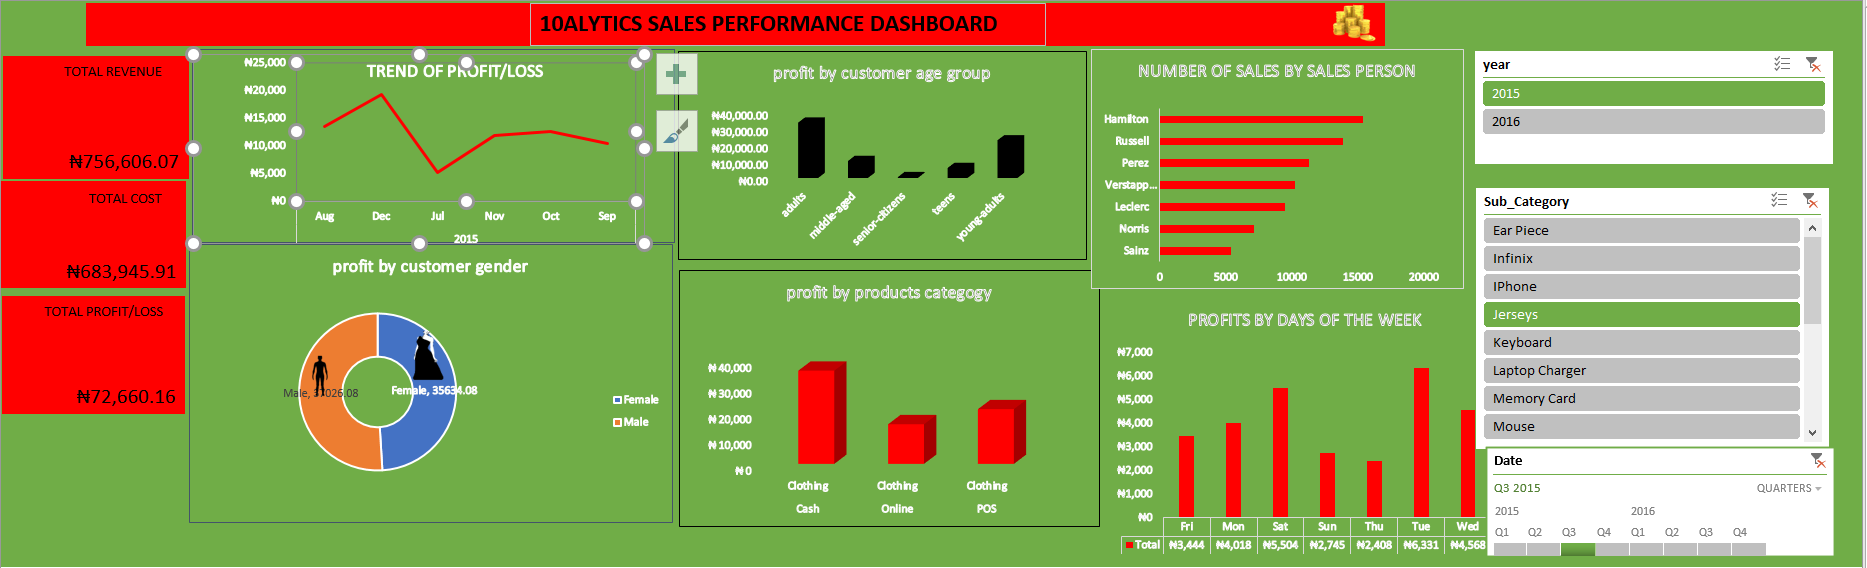 10ALYTICS SALES PERFORMANCE DASHBOARD
TOTAL REVENUE
₦756,606.07
TOTAL COST
₦683,945.91
TOTAL PROFIT/LOSS
₦72,660.16
TREND OF PROFIT/LOSS
₦25,000
₦20,000
₦15,000
₦10,000
₦5,000
₦0
Aug Dec Jul Nov Oct Sep
2015
profit by customer gender
Male, 37026.08
Female, 35634.08
Female
Male
profit by customer age group
₦40,000.00
₦30,000.00
₦20,000.00
₦10,000.00
₦0.00
adults middle-aged senior-citizens teens young-adults
profit by products categogy
₦40,000
₦30,000
₦20,000
₦10,000
₦0
Clothing Clothing Clothing
Cash Online POS
NUMBER OF SALES BY SALES PERSON
Hamilton
Russell
Perez
Verstapp...
Leclerc
Norris
Sainz
0 5000 10000 15000 20000
PROFITS BY DAYS OF THE WEEK
₦7,000
₦6,000
₦5,000
₦4,000
₦3,000
₦2,000
₦1,000
₦0
Fri Mon Sat Sun Thu Tue Wed
Total ₦3,444 ₦4,018 ₦5,504 ₦2,745 ₦2,408 ₦6,331 ₦4,568
year
2015
2016
Sub_Category
Ear Piece
Infinix
IPhone
Jerseys
Keyboard
Laptop Charger
Memory Card
Mouse
Date
Q3 2015 QUARTERS
2015 2016
Q1 Q2 Q3 Q4 Q1 Q2 Q3 Q4